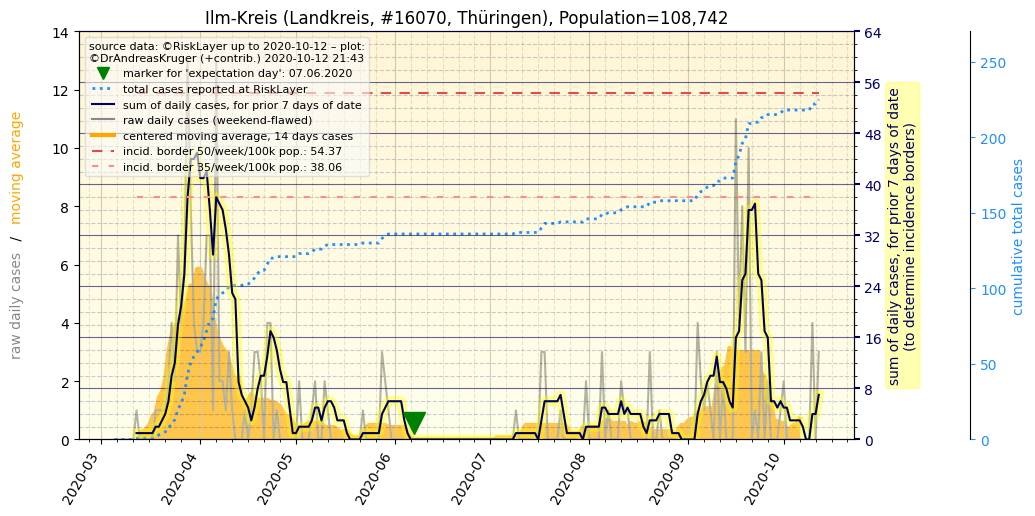 Ilm-Kreis (Landkreis, #16070, Thüringen), Population=108,742
source data: ©RiskLayer up to 2020-10-12 – plot:
©DrAndreasKruger (+contrib.) 2020-10-12 21:43
marker for 'expectation day': 07.06.2020
total cases reported at RiskLayer
sum of daily cases, for prior 7 days of date
raw daily cases (weekend-flawed)
centered moving average, 14 days cases
incid. border 50/week/100k pop.: 54.37
incid. border 35/week/100k pop.: 38.06
raw daily cases / moving average
14
12
10
8
6
4
2
0
64
56
48
40
32
24
16
8
0
sum of daily cases, for prior 7 days of date
(to determine incidence borders)
250
200
150
100
50
0
cumulative total cases
2020-03
2020-04
2020-05
2020-06
2020-07
2020-08
2020-09
2020-10